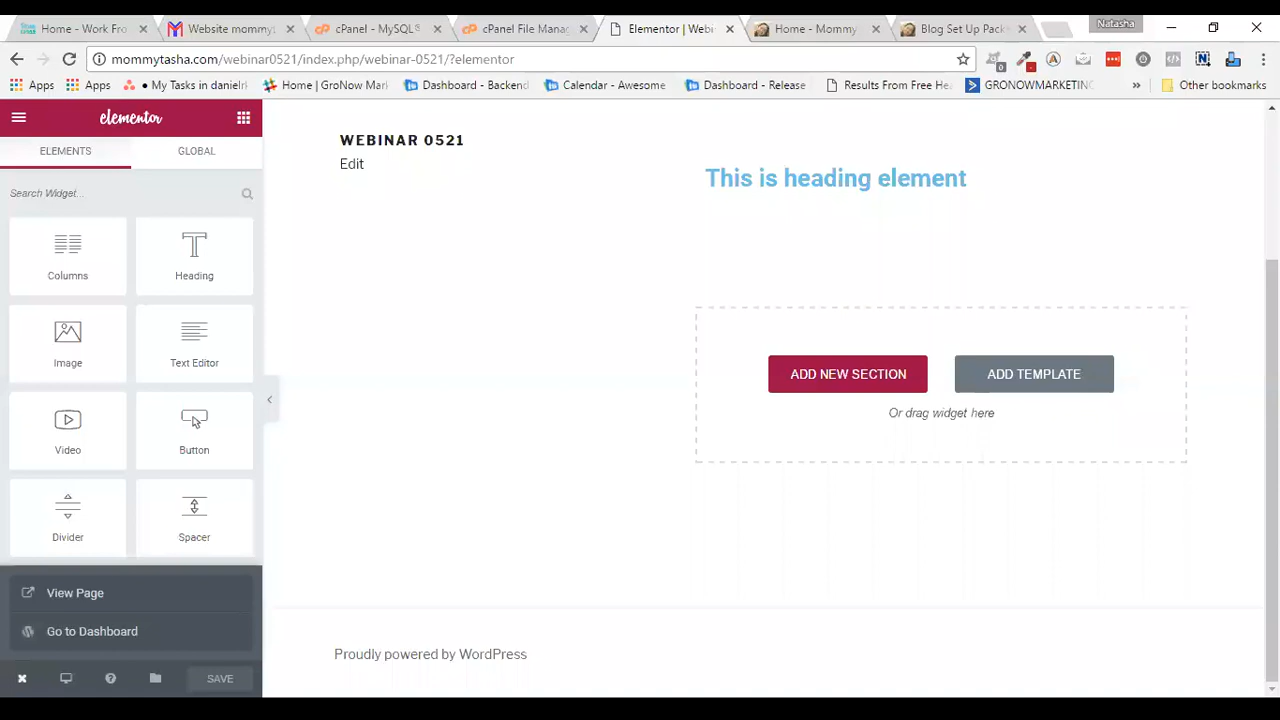 Home - Work Fro
Website mommyt
cPanel - MySQL®
cPanel File Manag
Elementor | Webi
Home - Mommy
Blog Set Up Pack
Natasha
mommytasha.com/webinar0521/index.php/webinar-0521/?elementor
Apps
Apps
• My Tasks in danielr
Home | GroNow Mark
Dashboard - Backend
Calendar - Awesome
Dashboard - Release
Results From Free He
GRONOWMARKETING
»
Other bookmarks
elementor
ELEMENTS
GLOBAL
Search Widget...
Columns
Heading
Image
Text Editor
Video
Button
Divider
Spacer
View Page
Go to Dashboard
SAVE
WEBINAR 0521
Edit
This is heading element
ADD NEW SECTION
ADD TEMPLATE
Or drag widget here
Proudly powered by WordPress